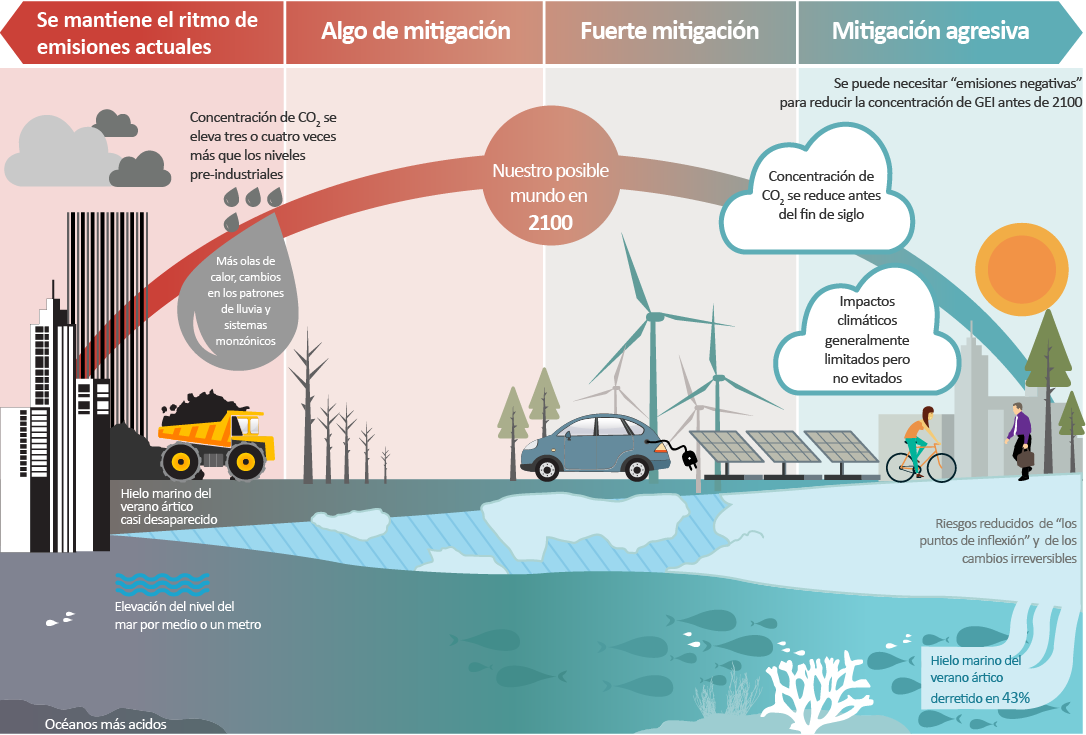 Se mantiene el ritmo de
emisiones actuales
Algo de mitigación
Fuerte mitigación
Mitigación agresiva
Se puede necesitar “emisiones negativas”
para reducir la concentración de GEI antes de 2100
Concentración de CO₂ se
eleva tres o cuatro veces
más que los niveles
pre-industriales
Nuestro posible
mundo en
2100
Concentración de
CO₂ se reduce antes
del fin de siglo
Más olas de
calor, cambios
en los patrones
de lluvia y
sistemas
monzónicos
Impactos
climáticos
generalmente
limitados pero
no evitados
Hielo marino del
verano ártico
casi desaparecido
Riesgos reducidos de “los
puntos de inflexión” y de los
cambios irreversibles
Elevación del nivel del
mar por medio o un metro
Hielo marino del
verano ártico
derretido en 43%
Océanos más acidos